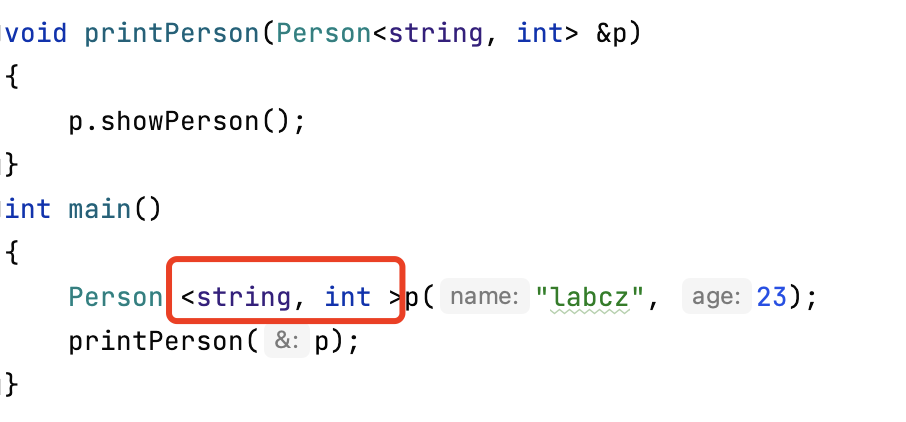 void printPerson(Person<string, int> &p)
{
    p.showPerson();
}
int main()
{
    Person <string, int >p( name: "labcz", age: 23);
    printPerson( &: p);
}